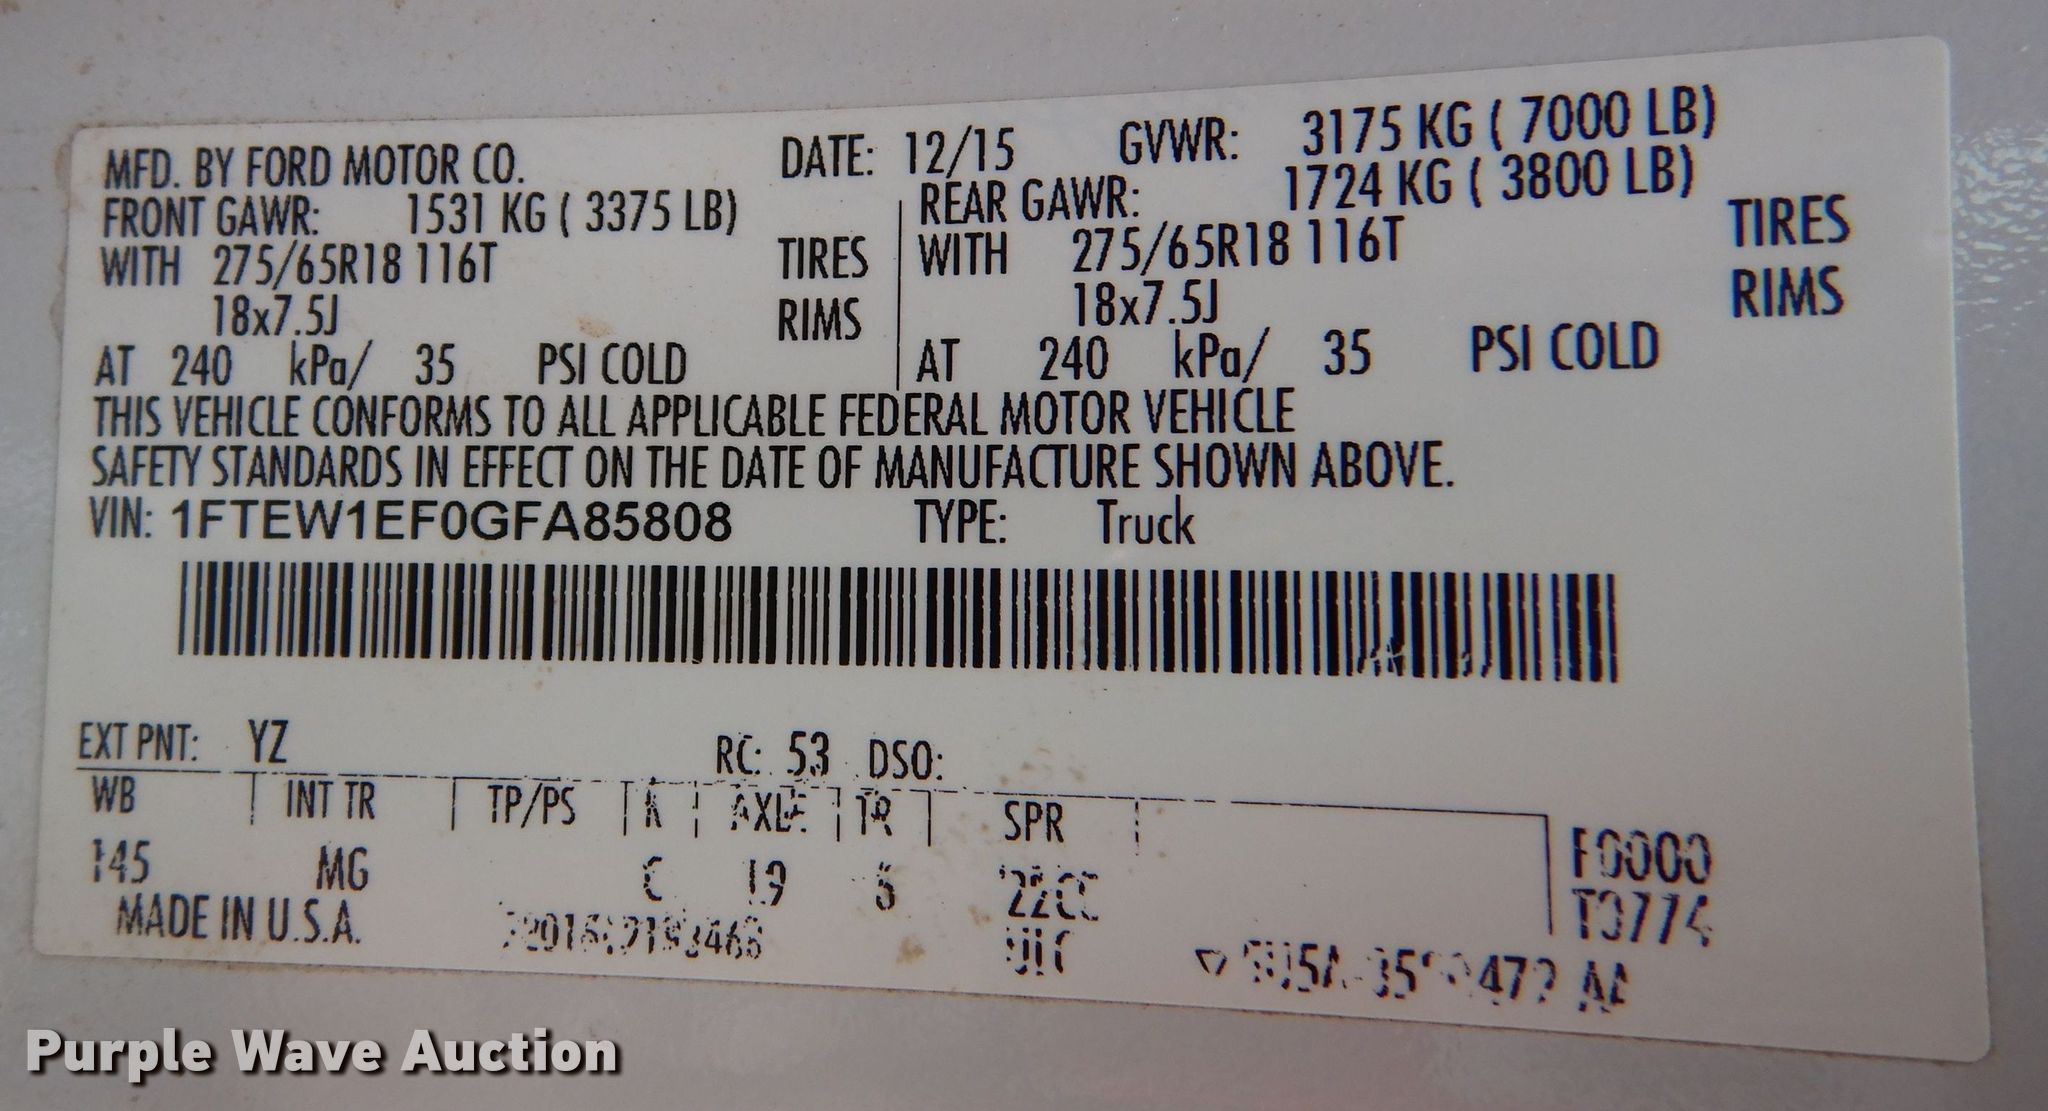 MFD. BY FORD MOTOR CO. DATE: 12/15 GVWR: 3175 KG ( 7000 LB)
FRONT GAWR: 1531 KG ( 3375 LB) REAR GAWR: 1724 KG ( 3800 LB)
WITH 275/65R18 116T TIRES WITH 275/65R18 116T TIRES
18x7.5J RIMS 18x7.5J RIMS
AT 240 kPa/ 35 PSI COLD AT 240 kPa/ 35 PSI COLD
THIS VEHICLE CONFORMS TO ALL APPLICABLE FEDERAL MOTOR VEHICLE
SAFETY STANDARDS IN EFFECT ON THE DATE OF MANUFACTURE SHOWN ABOVE.
VIN: 1FTEW1EF0GFA85808 TYPE: Truck
EXT PNT: YZ RC: 53 DSO:
WB INT TR TP/PS R AXLE TR SPR F0000
145 MG C 19 T0774
MADE IN U.S.A.
Purple Wave Auction